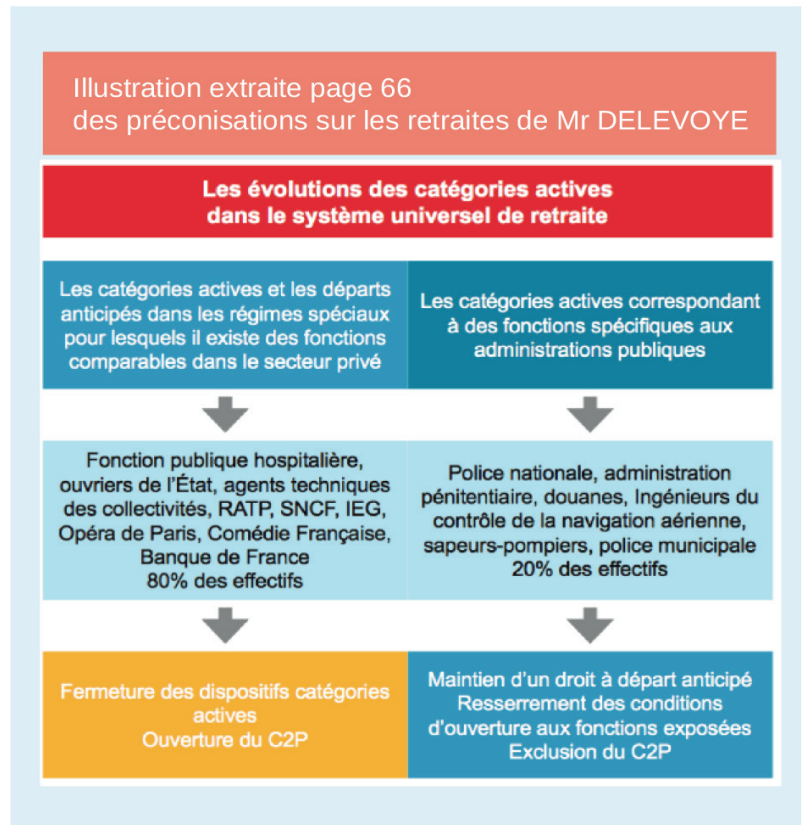 Illustration extraite page 66
des préconisations sur les retraites de Mr DELEVOYE
Les évolutions des catégories actives
dans le système universel de retraite
Les catégories actives et les départs
anticipés dans les régimes spéciaux
pour lesquels il existe des fonctions
comparables dans le secteur privé
Les catégories actives correspondant
à des fonctions spécifiques aux
administrations publiques
Fonction publique hospitalière,
ouvriers de l'État, agents techniques
des collectivités, RATP, SNCF, IEG,
Opéra de Paris, Comédie Française,
Banque de France
80% des effectifs
Police nationale, administration
pénitentiaire, douanes, Ingénieurs du
contrôle de la navigation aérienne,
sapeurs-pompiers, police municipale
20% des effectifs
Fermeture des dispositifs catégories
actives
Ouverture du C2P
Maintien d'un droit à départ anticipé
Resserrement des conditions
d'ouverture aux fonctions exposées
Exclusion du C2P